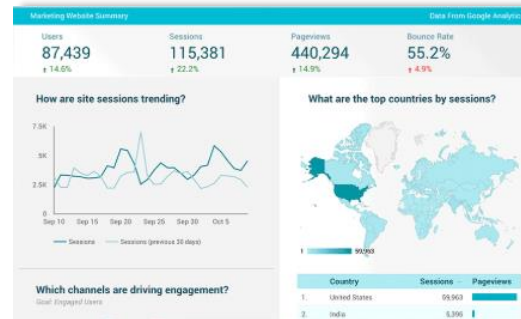 Marketing Website Summary
Data From Google Analytic
Users
87,439
14.6%
Sessions
115,381
22.2%
Pageviews
440,294
14.9%
Bounce Rate
55.2%
4.9%
How are site sessions trending?
7.5K
5K
2.5K
0
Sep 10 Sep 15 Sep 20 Sep 25 Sep 30 Oct 5
Sessions Sessions (previous 30 days)
What are the top countries by sessions?
1 59,963
Country Sessions Pageviews
1. United States 59,963
2. India 5,396
Which channels are driving engagement?
Goal: Engaged Users